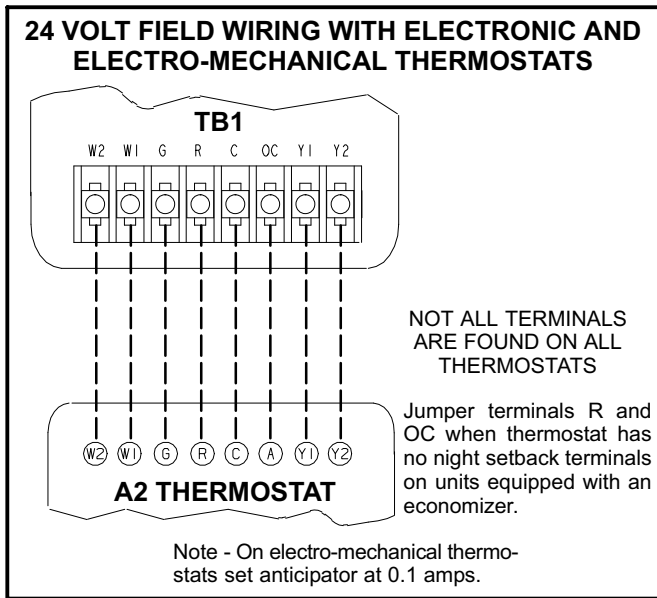 24 VOLT FIELD WIRING WITH ELECTRONIC AND
ELECTRO-MECHANICAL THERMOSTATS
TB1
W2 W1 G R C OC Y1 Y2
NOT ALL TERMINALS
ARE FOUND ON ALL
THERMOSTATS
Jumper terminals R and
OC when thermostat has
no night setback terminals
on units equipped with an
economizer.
W2 W1 G R C A Y1 Y2
A2 THERMOSTAT
Note - On electro-mechanical thermo-
stats set anticipator at 0.1 amps.